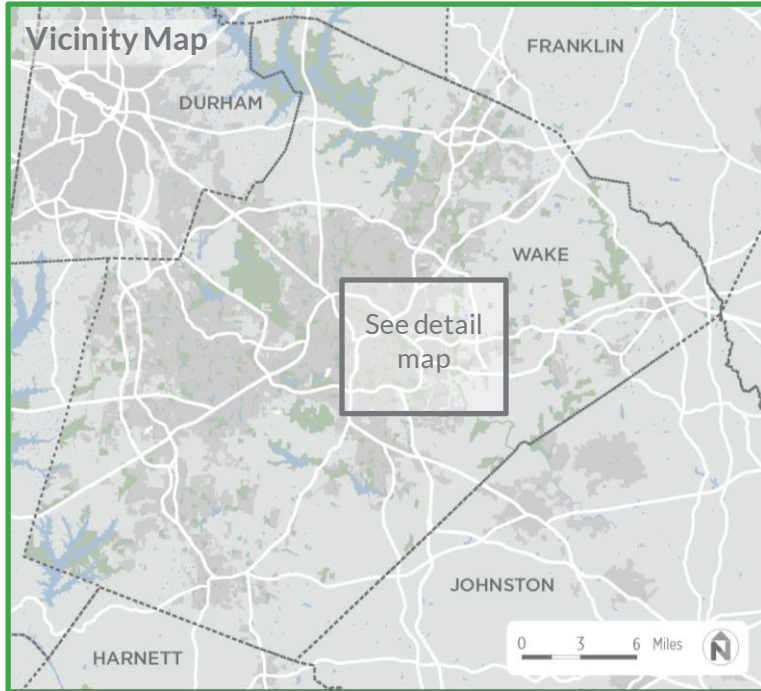 Vicinity Map
FRANKLIN
DURHAM
WAKE
See detail
map
JOHNSTON
HARNETT
0 3 6 Miles
N